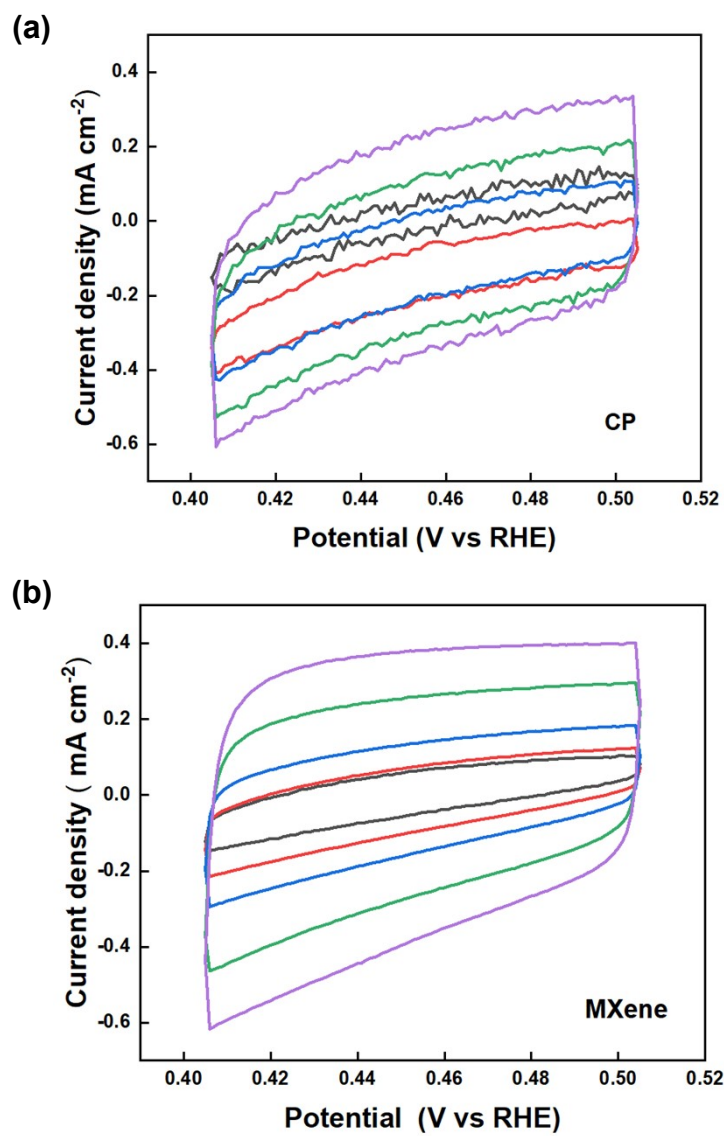 (a)
Current density (mA cm-2)
0.4
0.2
0.0
-0.2
-0.4
-0.6
CP
0.40 0.42 0.44 0.46 0.48 0.50 0.52
Potential (V vs RHE)
(b)
Current density ( mA cm-2)
0.4
0.2
0.0
-0.2
-0.4
-0.6
MXene
0.40 0.42 0.44 0.46 0.48 0.50 0.52
Potential (V vs RHE)